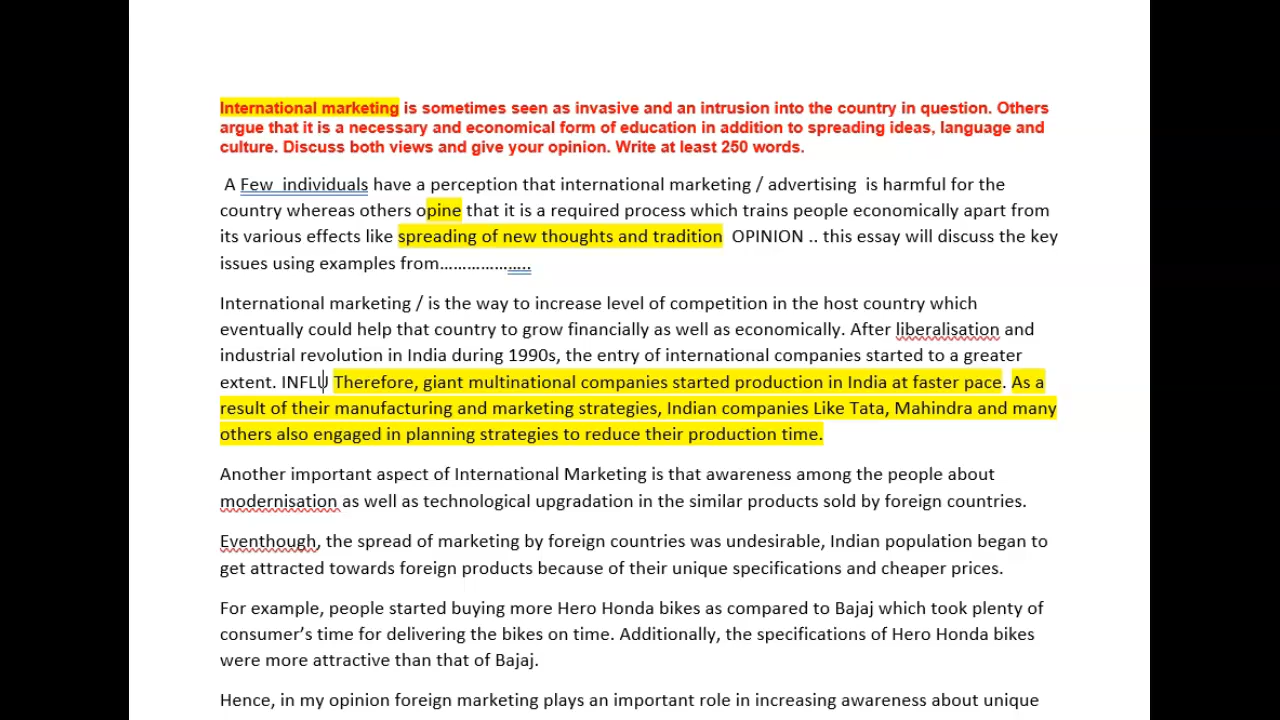 International marketing is sometimes seen as invasive and an intrusion into the country in question. Others
argue that it is a necessary and economical form of education in addition to spreading ideas, language and
culture. Discuss both views and give your opinion. Write at least 250 words.
A Few  individuals have a perception that international marketing / advertising  is harmful for the
country whereas others opine that it is a required process which trains people economically apart from
its various effects like spreading of new thoughts and tradition  OPINION .. this essay will discuss the key
issues using examples from…………………..
International marketing / is the way to increase level of competition in the host country which
eventually could help that country to grow financially as well as economically. After liberalisation and
industrial revolution in India during 1990s, the entry of international companies started to a greater
extent. INFLU Therefore, giant multinational companies started production in India at faster pace. As a
result of their manufacturing and marketing strategies, Indian companies Like Tata, Mahindra and many
others also engaged in planning strategies to reduce their production time.
Another important aspect of International Marketing is that awareness among the people about
modernisation as well as technological upgradation in the similar products sold by foreign countries.
Eventhough, the spread of marketing by foreign countries was undesirable, Indian population began to
get attracted towards foreign products because of their unique specifications and cheaper prices.
For example, people started buying more Hero Honda bikes as compared to Bajaj which took plenty of
consumer’s time for delivering the bikes on time. Additionally, the specifications of Hero Honda bikes
were more attractive than that of Bajaj.
Hence, in my opinion foreign marketing plays an important role in increasing awareness about unique